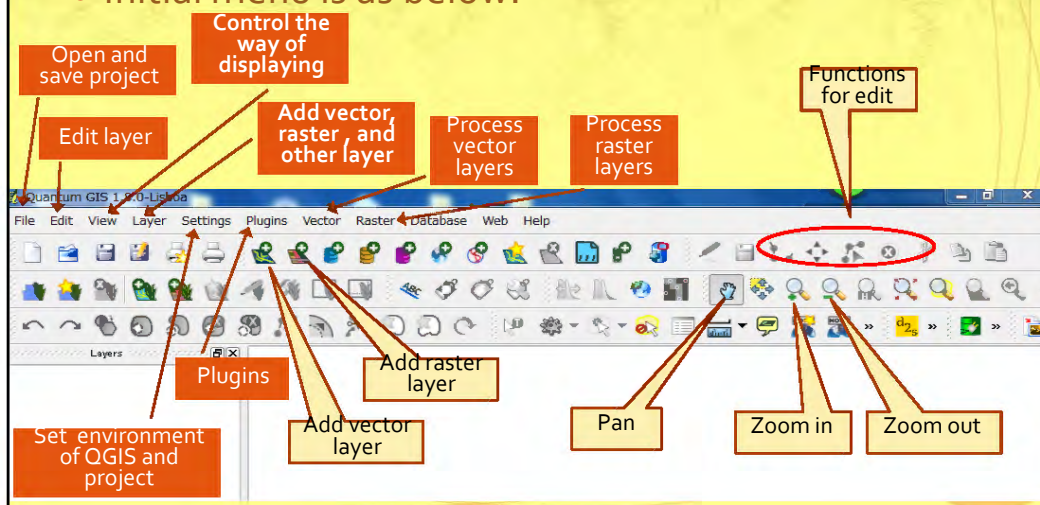 Initial menu is as below:
Control the
way of
displaying
Open and
save project
Functions
for edit
Add vector,
raster , and
other layer
Process
vector
layers
Process
raster
layers
Edit layer
Quantum GIS 1.8.0-Lisboa
File Edit View Layer Settings Plugins Vector Raster Database Web Help
ABC
Layers
Plugins
Add raster
layer
Add vector
layer
Pan
Zoom in
Zoom out
Set environment
of QGIS and
project